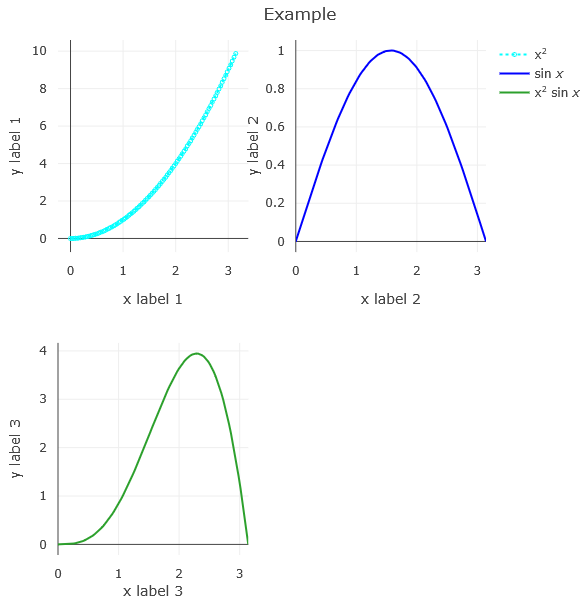 Example
10
8
6
4
2
0
y label 1
0 1 2 3
x label 1
1
0.8
0.6
0.4
0.2
0
y label 2
0 1 2 3
x label 2
x²
sin x
x² sin x
4
3
2
1
0
y label 3
0 1 2 3
x label 3